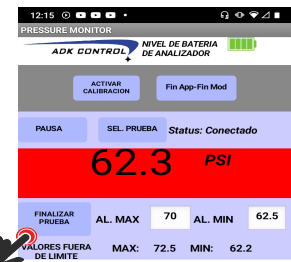 12:15
PRESSURE MONITOR
ADK CONTROL
NIVEL DE BATERIA
DE ANALIZADOR
ACTIVAR
CALIBRACION
Fin App-Fin Mod
PAUSA
SEL. PRUEBA
Status: Conectado
62.3 PSI
FINALIZAR
PRUEBA
AL. MAX 70 AL. MIN 62.5
VALORES FUERA
DE LIMITE
MAX: 72.5 MIN: 62.2